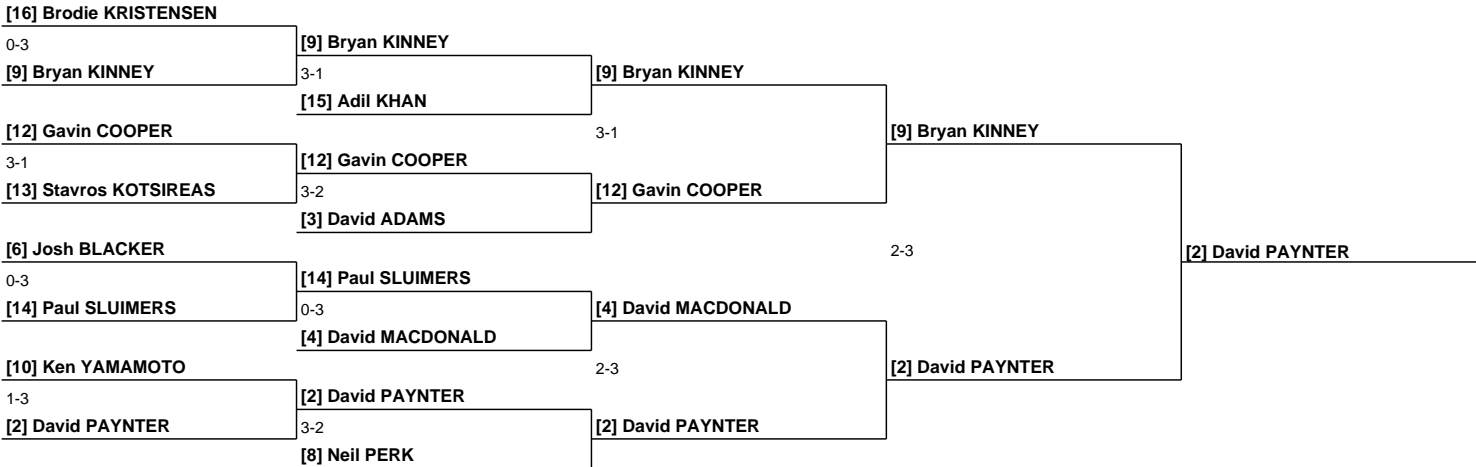 [16] Brodie KRISTENSEN
0-3
[9] Bryan KINNEY
[9] Bryan KINNEY
3-1
[9] Bryan KINNEY
[15] Adil KHAN
[12] Gavin COOPER
3-1
[9] Bryan KINNEY
3-1
[12] Gavin COOPER
[13] Stavros KOTSIREAS
3-2
[12] Gavin COOPER
[3] David ADAMS
[6] Josh BLACKER
2-3
[2] David PAYNTER
0-3
[14] Paul SLUIMERS
[14] Paul SLUIMERS
0-3
[4] David MACDONALD
[4] David MACDONALD
[10] Ken YAMAMOTO
2-3
[2] David PAYNTER
1-3
[2] David PAYNTER
[2] David PAYNTER
3-2
[2] David PAYNTER
[8] Neil PERK